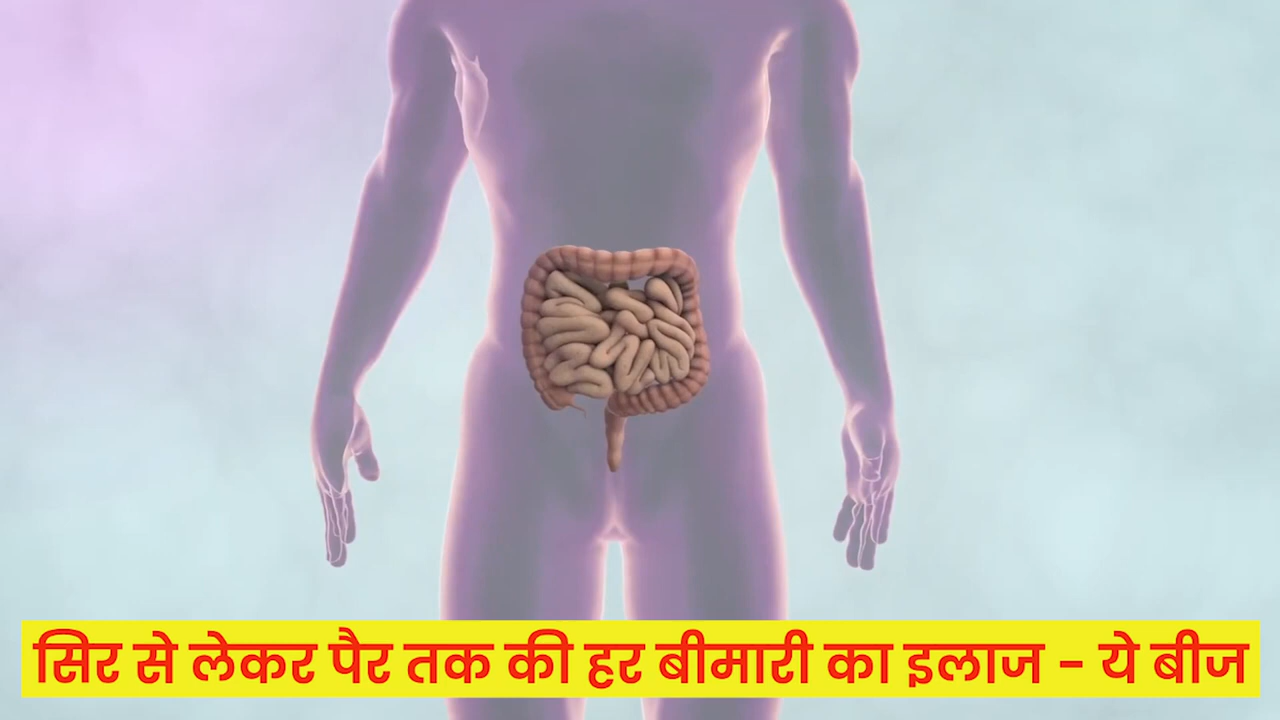 सिर से लेकर पैर तक की हर बीमारी का इलाज - ये बीज